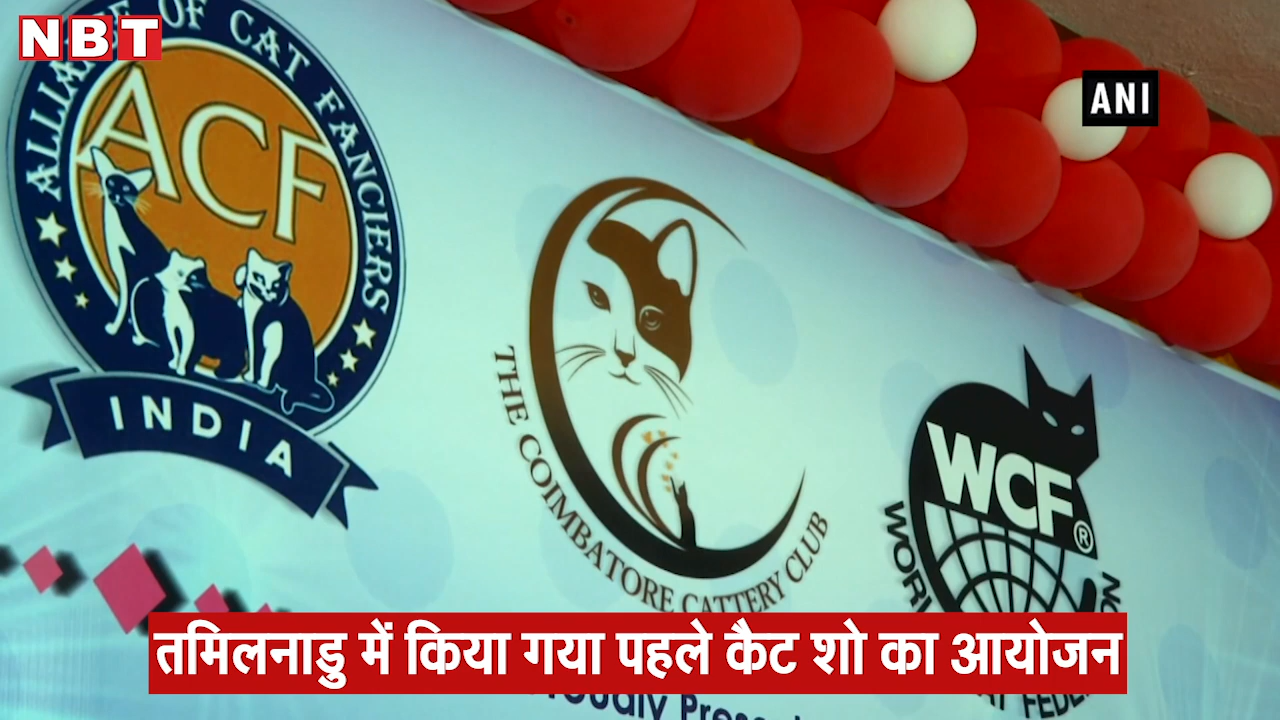 NBT
ANI
ALLIANCE OF CAT FANCIERS
ACF
INDIA
THE COIMBATORE CATTERY CLUB
WCF®
तमिलनाडु में किया गया पहले कैट शो का आयोजन